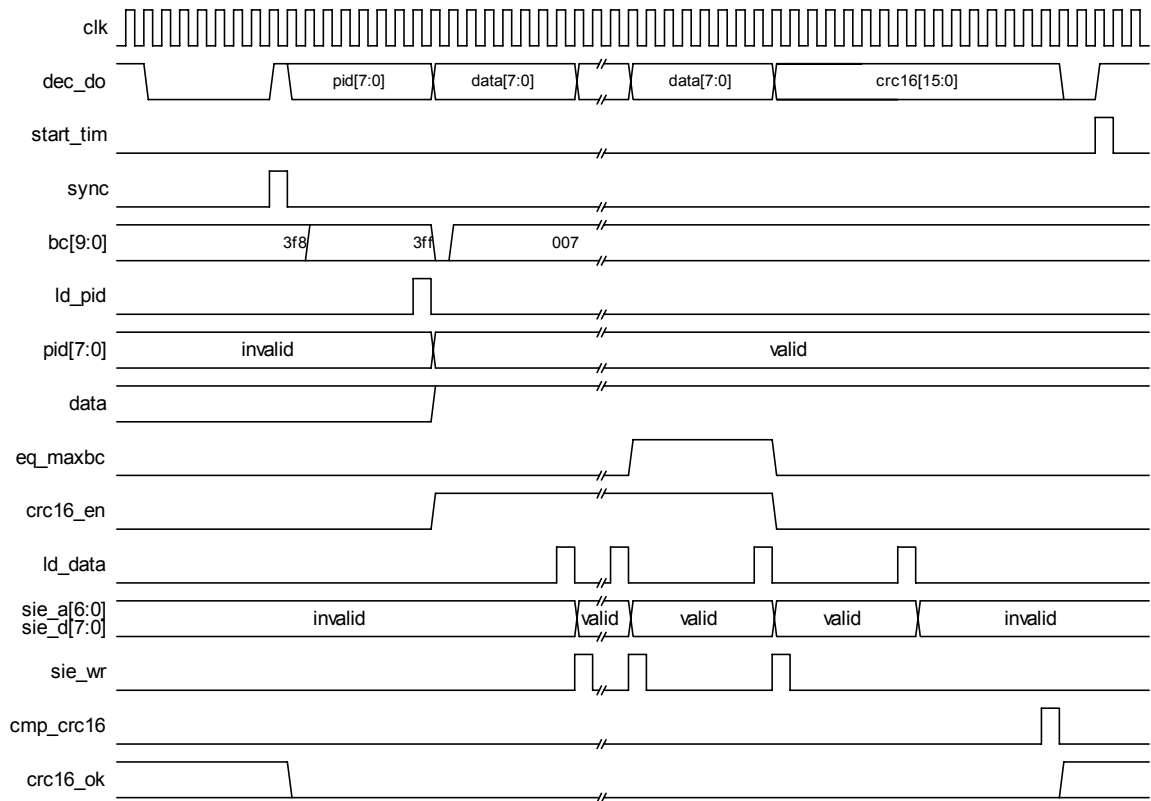 clk
dec_do pid[7:0] data[7:0] data[7:0] crc16[15:0]
start_tim
sync
bc[9:0] 3f8 3ff 007
ld_pid
pid[7:0] invalid valid
data
eq_maxbc
crc16_en
ld_data
sie_a[6:0]
sie_d[7:0] invalid valid valid valid invalid
sie_wr
cmp_crc16
crc16_ok